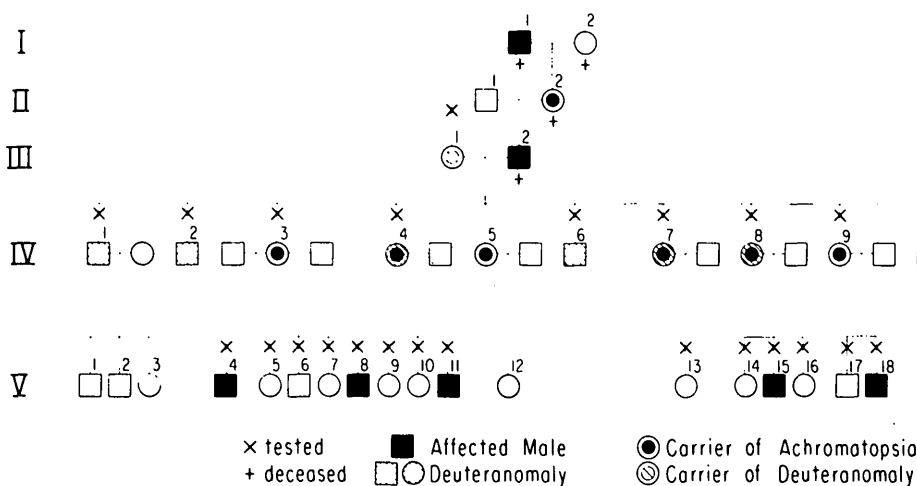 I 1 2
+ +
II 1 2
× +
III 1 2
+
× × × × × × × ×
IV 1 2 3 4 5 6 7 8 9
× × × × × × × × × × × × × ×
V 1 2 3 4 5 6 7 8 9 10 11 12 13 14 15 16 17 18
× tested Affected Male Carrier of Achromatopsia
+ deceased Deuteranomaly Carrier of Deuteranomaly